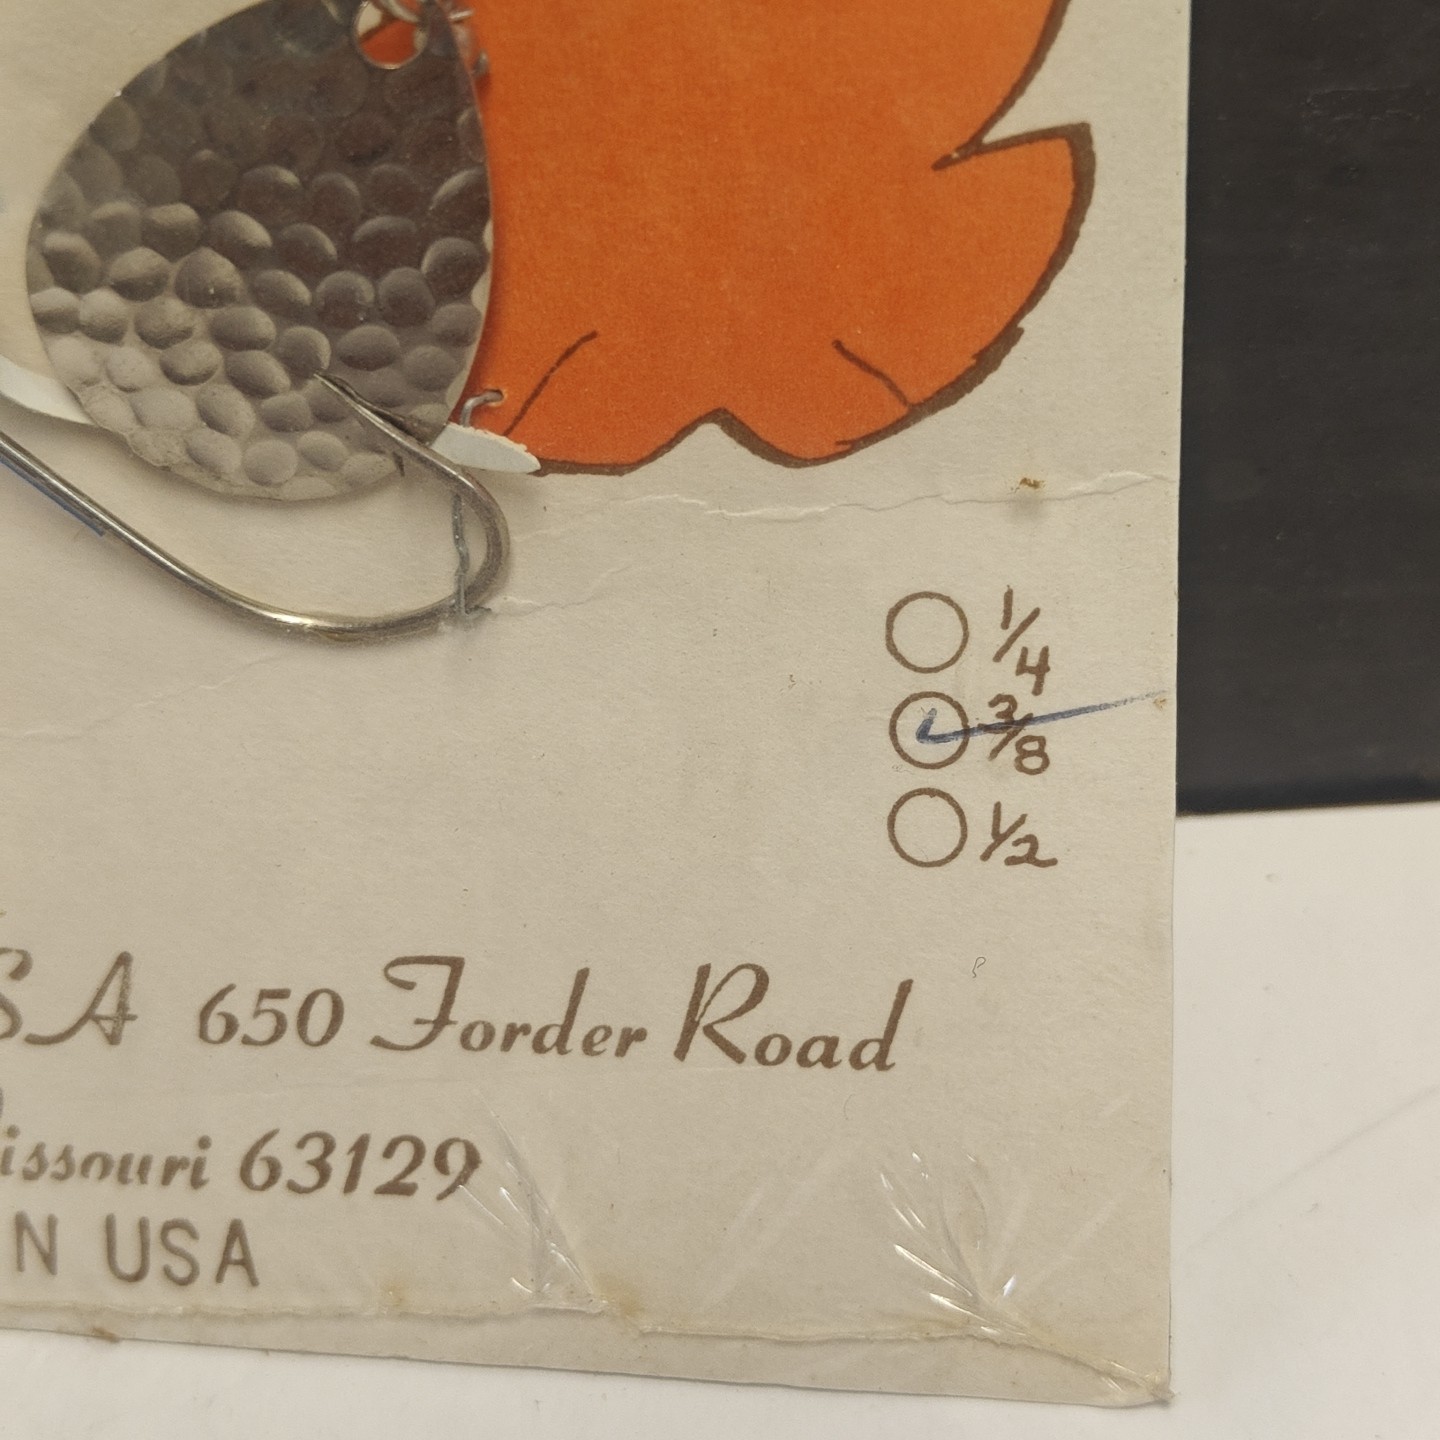 1/4
3/8
1/2
SA 650 Forder Road
issouri 63129
N USA